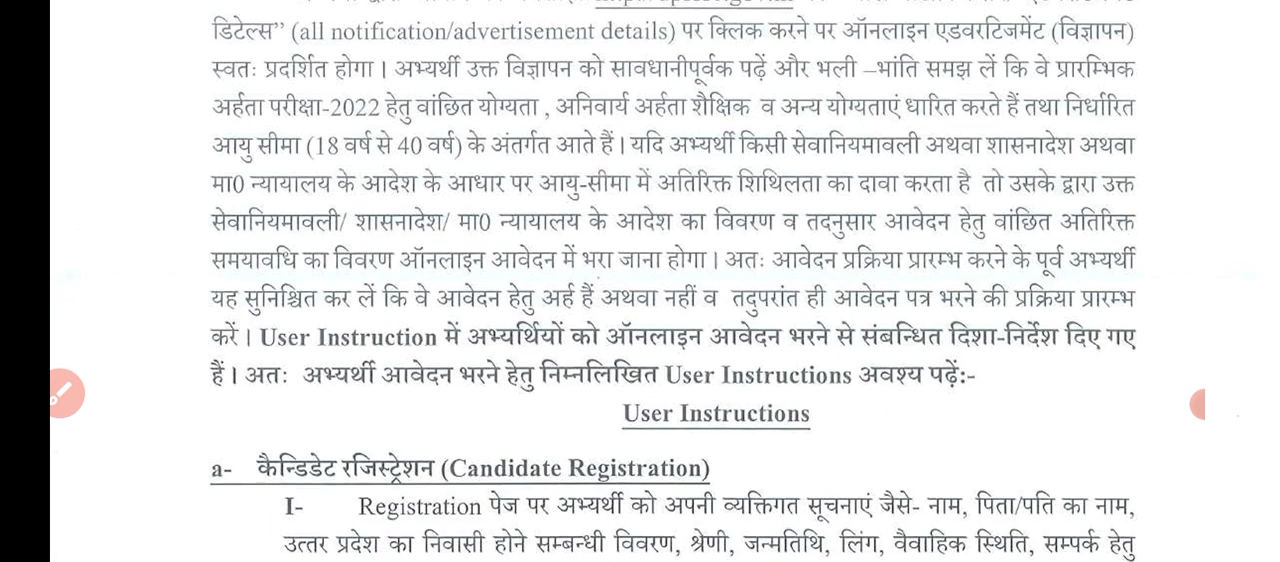 डिटेल्स” (all notification/advertisement details) पर क्लिक करने पर ऑनलाइन एडवरटिजमेंट (विज्ञापन)
स्वतः प्रदर्शित होगा। अभ्यर्थी उक्त विज्ञापन को सावधानीपूर्वक पढ़ें और भली –भांति समझ लें कि वे प्रारम्भिक
अर्हता परीक्षा-2022 हेतु वांछित योग्यता , अनिवार्य अर्हता शैक्षिक व अन्य योग्यताएं धारित करते हैं तथा निर्धारित
आयु सीमा (18 वर्ष से 40 वर्ष) के अंतर्गत आते हैं। यदि अभ्यर्थी किसी सेवानियमावली अथवा शासनादेश अथवा
मा0 न्यायालय के आदेश के आधार पर आयु-सीमा में अतिरिक्त शिथिलता का दावा करता है तो उसके द्वारा उक्त
सेवानियमावली/ शासनादेश/ मा0 न्यायालय के आदेश का विवरण व तदनुसार आवेदन हेतु वांछित अतिरिक्त
समयावधि का विवरण ऑनलाइन आवेदन में भरा जाना होगा। अतः आवेदन प्रक्रिया प्रारम्भ करने के पूर्व अभ्यर्थी
यह सुनिश्चित कर लें कि वे आवेदन हेतु अर्ह हैं अथवा नहीं व तदुपरांत ही आवेदन पत्र भरने की प्रक्रिया प्रारम्भ
करें। User Instruction में अभ्यर्थियों को ऑनलाइन आवेदन भरने से संबन्धित दिशा-निर्देश दिए गए
हैं। अतः अभ्यर्थी आवेदन भरने हेतु निम्नलिखित User Instructions अवश्य पढ़ें:-
User Instructions
a- कैन्डिडेट रजिस्ट्रेशन (Candidate Registration)
I- Registration पेज पर अभ्यर्थी को अपनी व्यक्तिगत सूचनाएं जैसे- नाम, पिता/पति का नाम,
उत्तर प्रदेश का निवासी होने सम्बन्धी विवरण, श्रेणी, जन्मतिथि, लिंग, वैवाहिक स्थिति, सम्पर्क हेतु